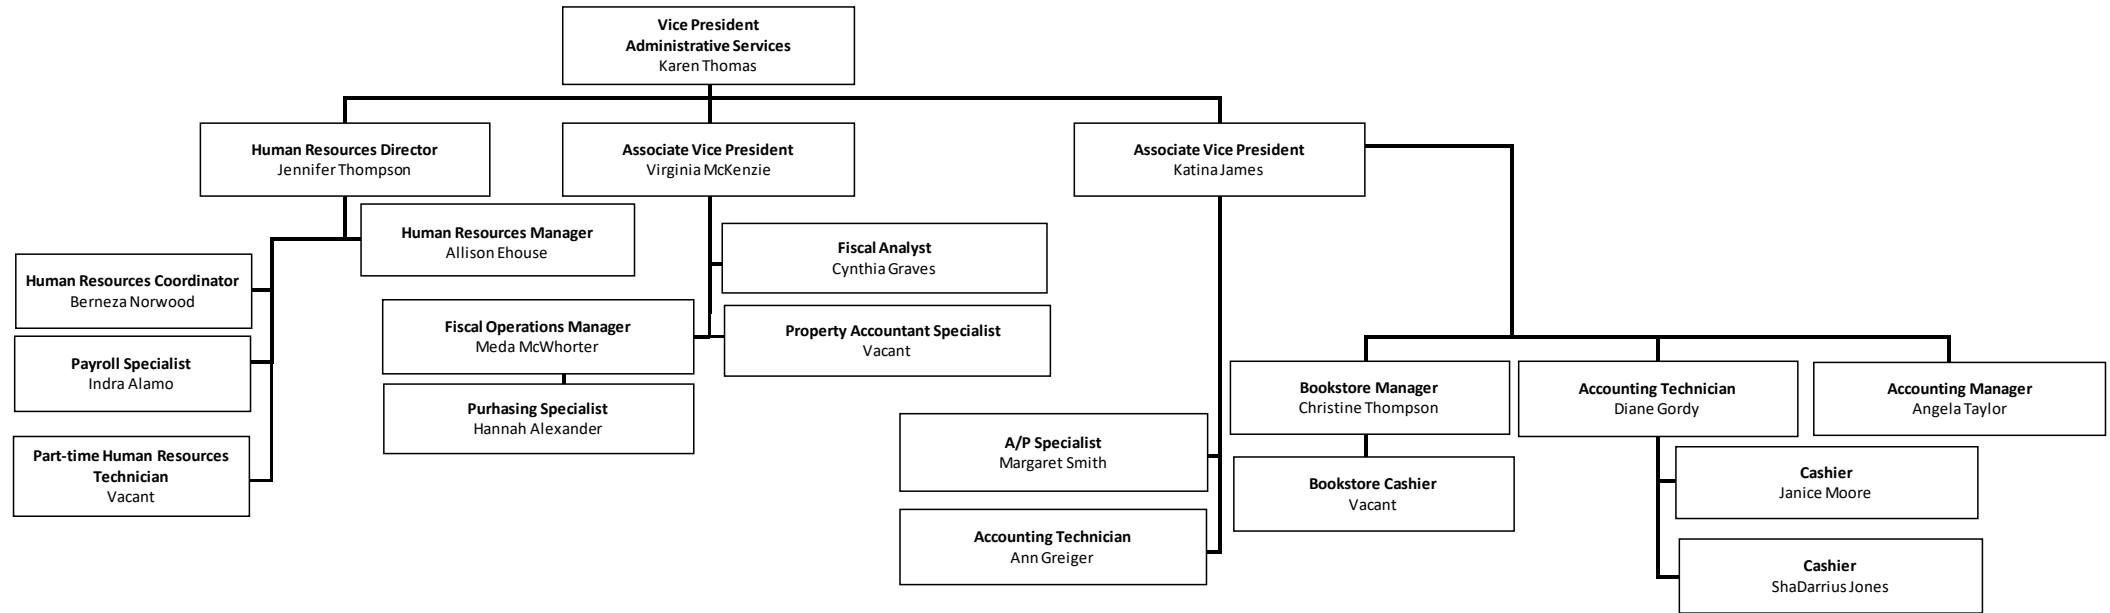 Vice President
Administrative Services
Karen Thomas
Human Resources Director
Jennifer Thompson
Associate Vice President
Virginia McKenzie
Associate Vice President
Katina James
Human Resources Manager
Allison Ehouse
Human Resources Coordinator
Berneza Norwood
Payroll Specialist
Indra Alamo
Part-time Human Resources
Technician
Vacant
Fiscal Analyst
Cynthia Graves
Fiscal Operations Manager
Meda McWhorter
Property Accountant Specialist
Vacant
Purhasing Specialist
Hannah Alexander
A/P Specialist
Margaret Smith
Accounting Technician
Ann Greiger
Bookstore Manager
Christine Thompson
Bookstore Cashier
Vacant
Accounting Technician
Diane Gordy
Accounting Manager
Angela Taylor
Cashier
Janice Moore
Cashier
ShaDarrius Jones